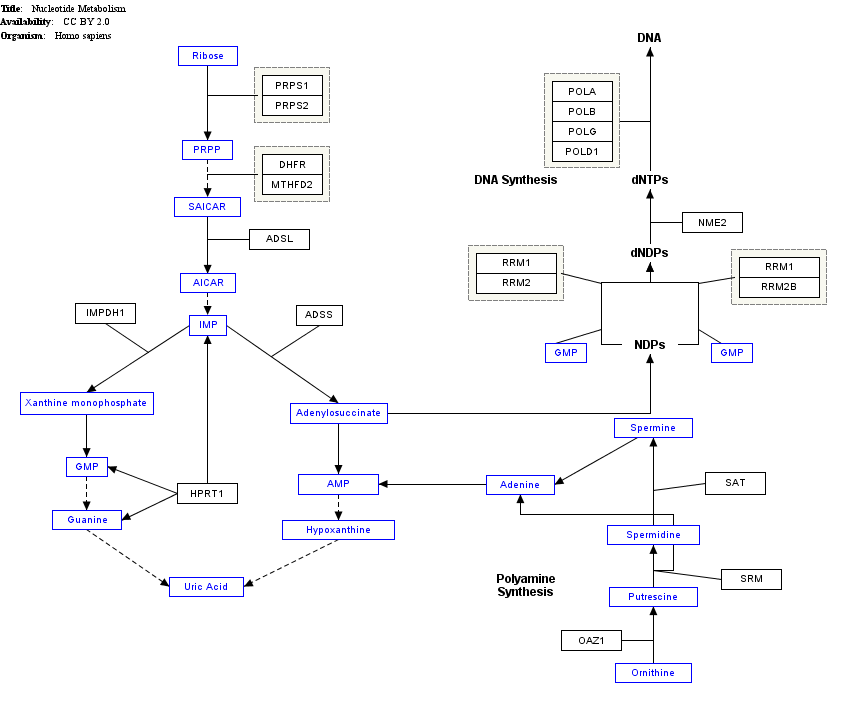 Title: Nucleotide Metabolism
Availability: CC BY 2.0
Organism: Homo sapiens
Ribose
PRPS1
PRPS2
PRPP
DHFR
MTHFD2
SAICAR
ADSL
AICAR
IMPDH1
IMP
ADSS
Xanthine monophosphate
Adenylosuccinate
GMP
HPRT1
AMP
Guanine
Hypoxanthine
Uric Acid
DNA
POLA
POLB
POLG
POLD1
DNA Synthesis
dNTPs
NME2
dNDPs
RRM1
RRM2
RRM1
RRM2B
GMP
NDPs
GMP
Spermine
Adenine
SAT
Spermidine
Polyamine
Synthesis
SRM
Putrescine
OAZ1
Ornithine